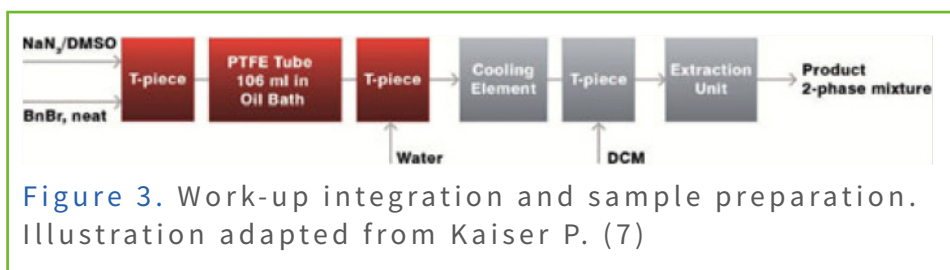 NaN₃/DMSO
BnBr, neat
T-piece
PTFE Tube
106 ml in
Oil Bath
T-piece
Water
Cooling
Element
T-piece
DCM
Extraction
Unit
Product
2-phase mixture
Figure 3. Work-up integration and sample preparation.
Illustration adapted from Kaiser P. (7)